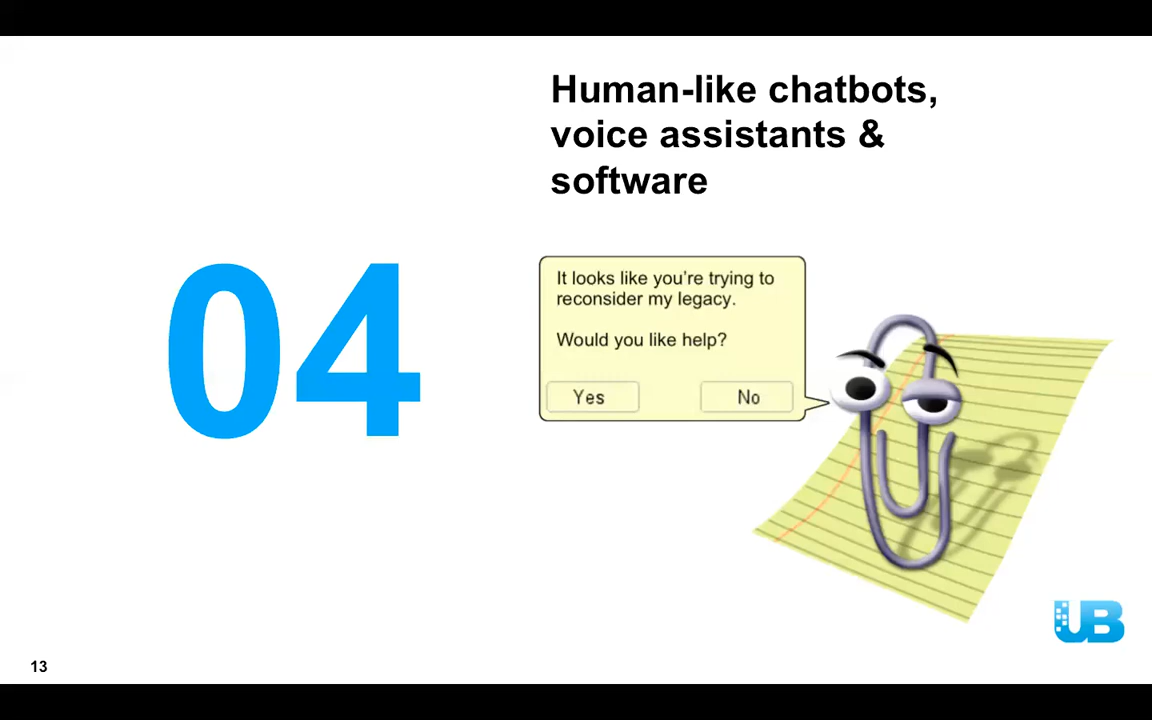 Human-like chatbots,
voice assistants &
software
04
It looks like you're trying to
reconsider my legacy.
Would you like help?
Yes
No
UB
13